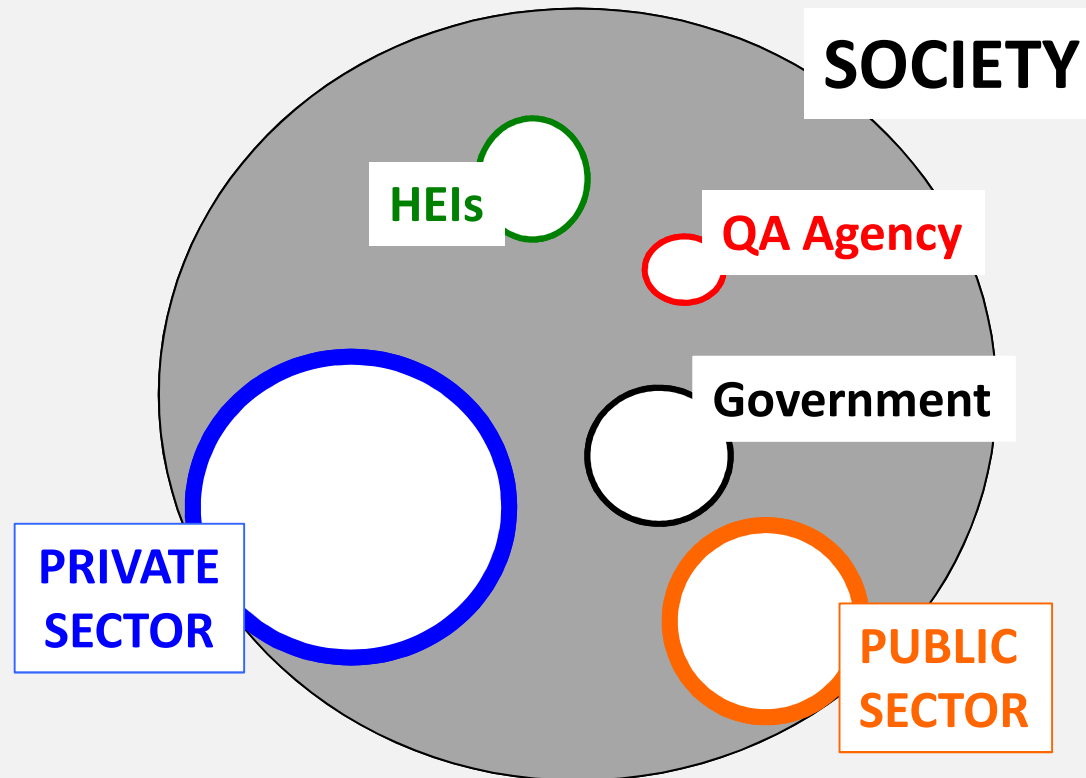 SOCIETY
HEIs
QA Agency
Government
PRIVATE
SECTOR
PUBLIC
SECTOR